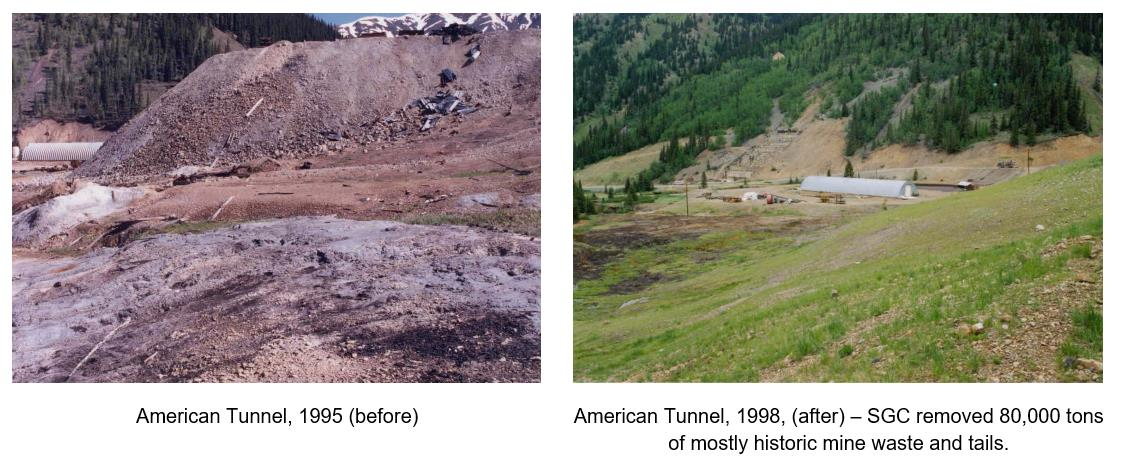 American Tunnel, 1995 (before)
American Tunnel, 1998, (after) – SGC removed 80,000 tons
of mostly historic mine waste and tails.